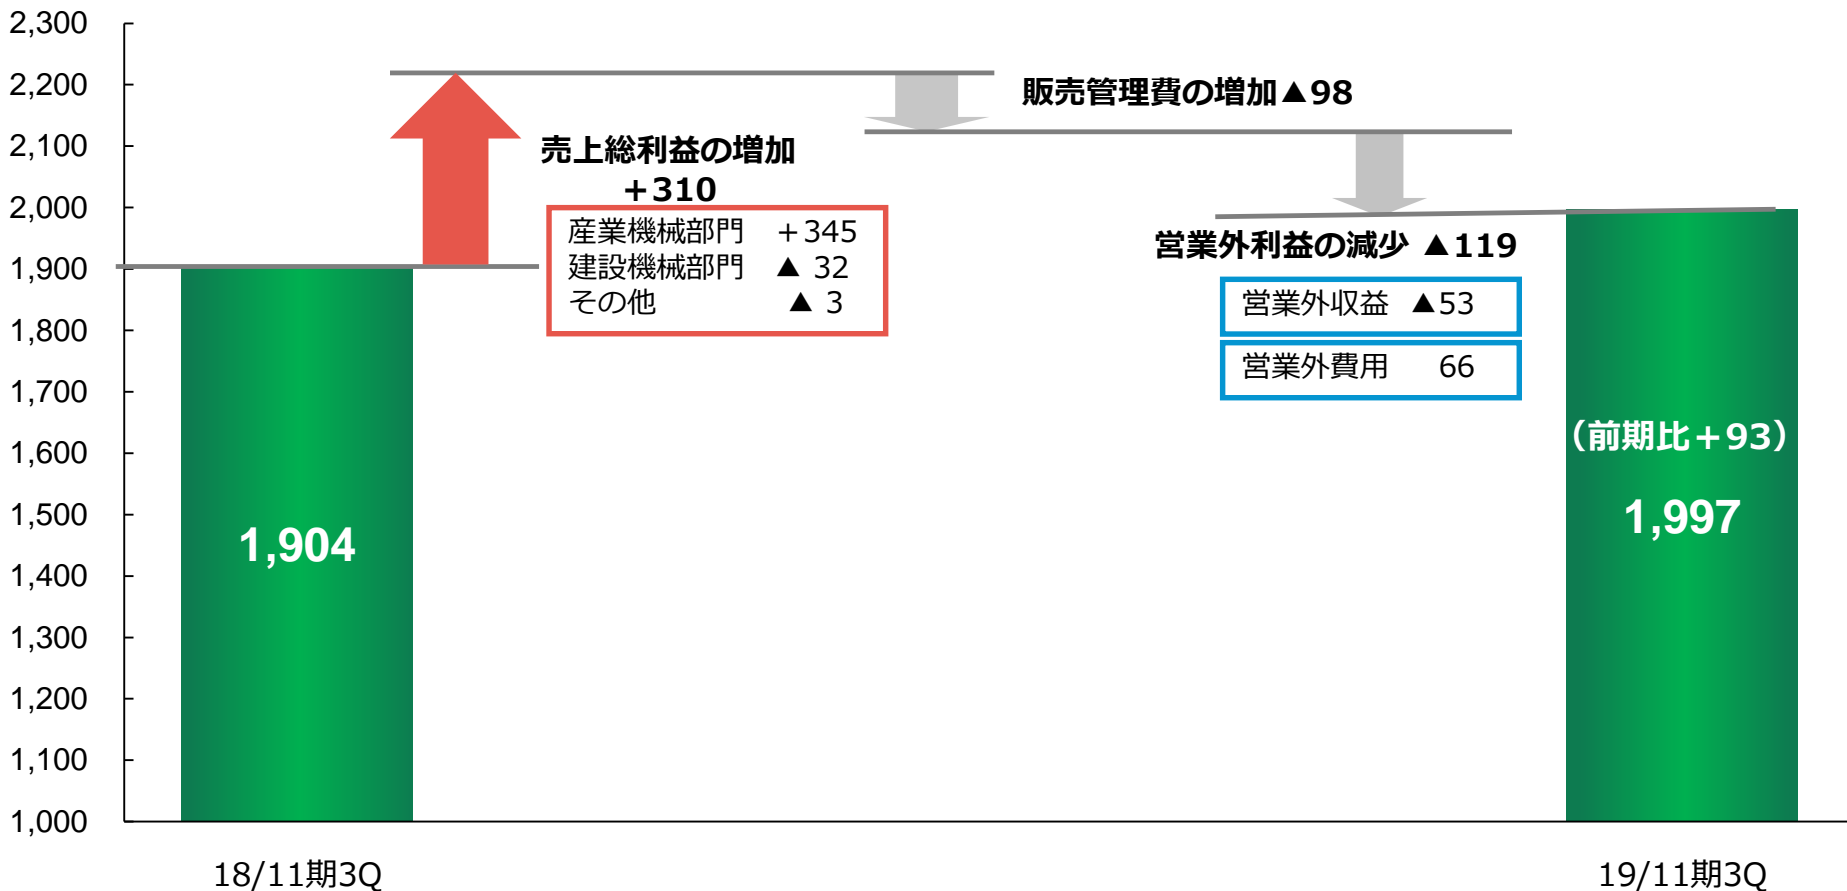 2,300
2,200
2,100
2,000
1,900
1,800
1,700
1,600
1,500
1,400
1,300
1,200
1,100
1,000
販売管理費の増加▲98
売上総利益の増加
+310
産業機械部門 +345
建設機械部門 ▲ 32
その他 ▲ 3
営業外利益の減少 ▲119
営業外収益 ▲53
営業外費用 66
1,904
(前期比+93)
1,997
18/11期3Q
19/11期3Q